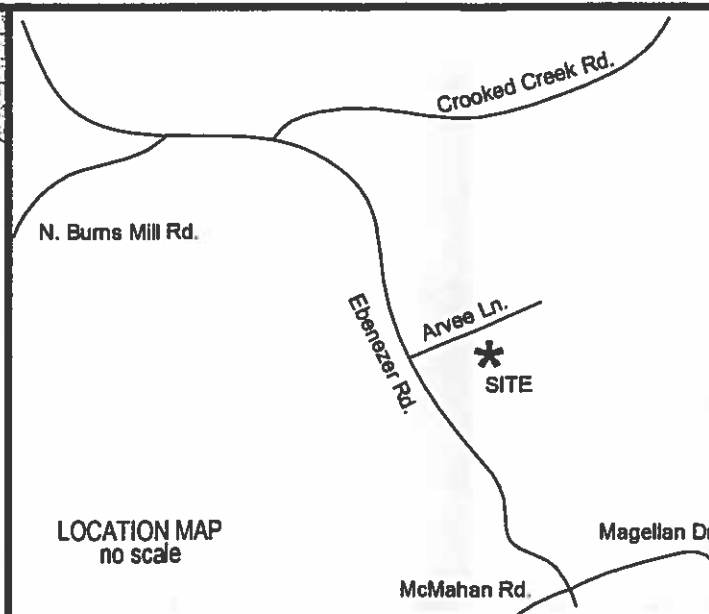 Crooked Creek Rd.
N. Burns Mill Rd.
Ebenezer Rd.
Arvee Ln.
SITE
LOCATION MAP
no scale
Magellan Dr
McMahan Rd.